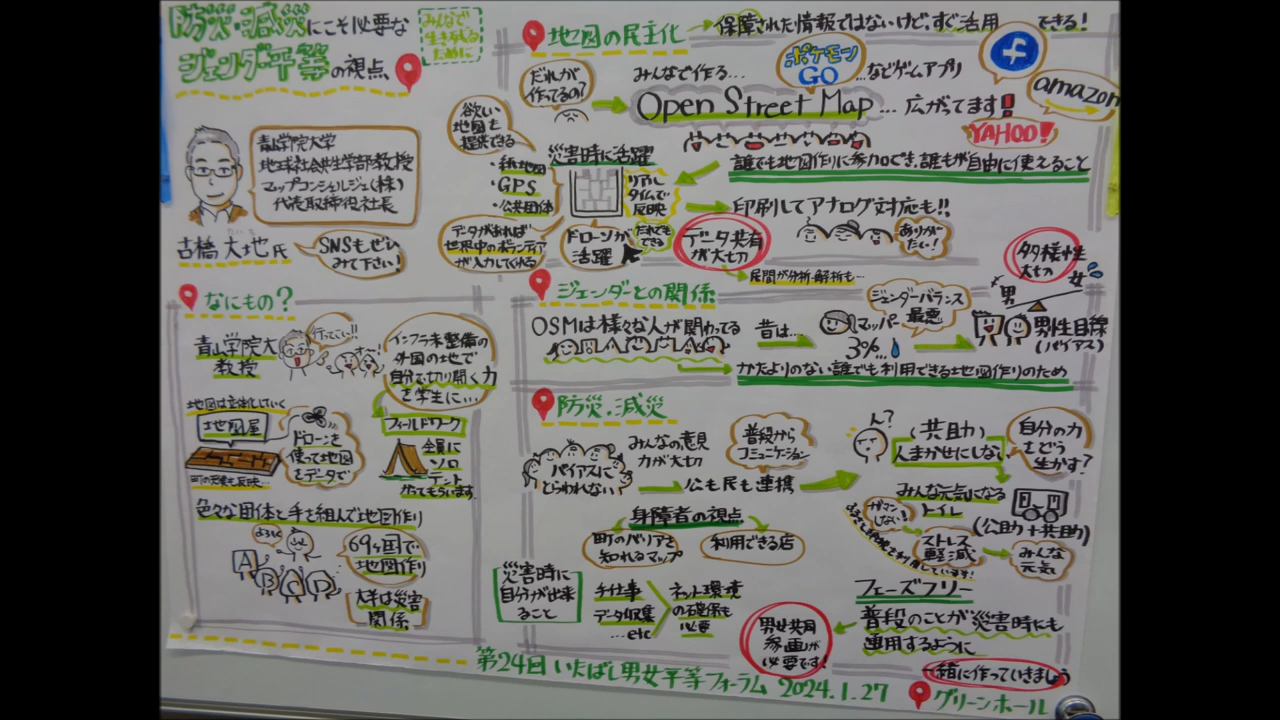 防災・減災にこそ必要な
ジェンダー平等の視点
みんなで
生き残る
ために
青山学院大学
地球社会共生学部教授
マップコンシェルジュ(株)
代表取締役社長
古橋大地氏
SNSもぜひ
みて下さい!
なにもの?
青山学院大
教授
行ってこい!!
インフラ未整備の
外国の地で
自分で切り開く力
を学生に…
フィールドワーク
全員に
ソロ
テント
かってもらいます。
地図は立体化していく
地図屋
ドローンを
使って地図
をデータで
色々な団体と手を組んで地図作り
A
B
C
D
69ヶ国で
地図作り
大半は災害
関係
地図の民主化
保障された情報ではないけど、すぐ活用できる!
だれが
作ってるの?
みんなで作る…
ポケモン
GO
…などゲームアプリ
f
amazon
Open Street Map…広がってます!
YAHOO!
欲しい
地図を
提供できる
災害時に活躍
・紙地図
・GPS
・公共団体
リアル
タイムで
反映
誰でも地図作りに参加でき、誰もが自由に使えること
印刷してアナログ対応も!!
ありが
たい!
データがあれば
世界中のボランティア
が入力してくれる
ドローンが
活躍
だれでも
できる
データ共有
が大切
民間が分析・解析も…
ジェンダーとの関係
多様性
大切
男
女
OSMは様々な人が関わってる
昔は…
マッパー
3%…
ジェンダーバランス
最悪
男性目線
(バイアス)
かたよりのない誰でも利用できる地図作りのため
防災・減災
バイアスに
とらわれない
みんなの意見
力が大切
普段から
コミュニケーション
公も民も連携
ん?
(共助)
人まかせにしない
自分の力
をどう
生かす?
みんな元気になる
トイレ
(公助+共助)
ガマン
しない!
ストレス
軽減
みんな
元気
身障者の視点
町のバリアを
知れるマップ
利用できる店
災害時に
自分が出来
ること
手仕事
データ収集
…etc
ネット環境
の確保も
必要
フェーズフリー
普段のことが災害時にも
運用するように
男女共同
参画が
必要です!
一緒に作っていきましょう
第24回 いたばし男女平等フォーラム 2024.1.27
グリーンホール